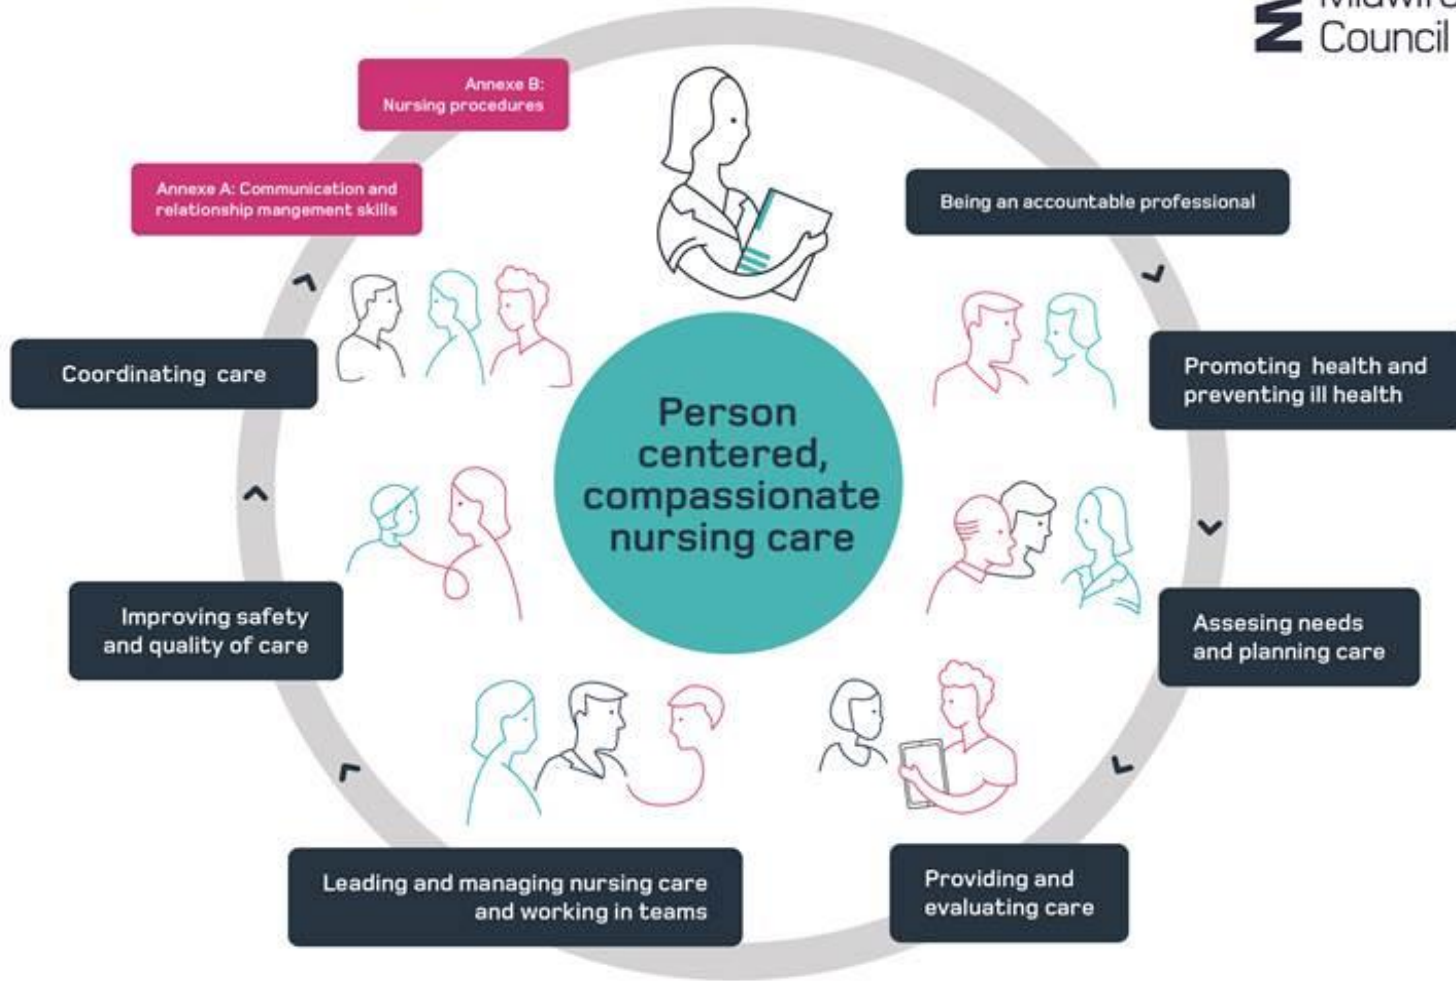 Council
Annexe B:
Nursing procedures
Annexe A: Communication and
relationship mangement skills
Being an accountable professional
Coordinating care
Promoting health and
preventing ill health
Person
centered,
compassionate
nursing care
Improving safety
and quality of care
Assesing needs
and planning care
Leading and managing nursing care
and working in teams
Providing and
evaluating care